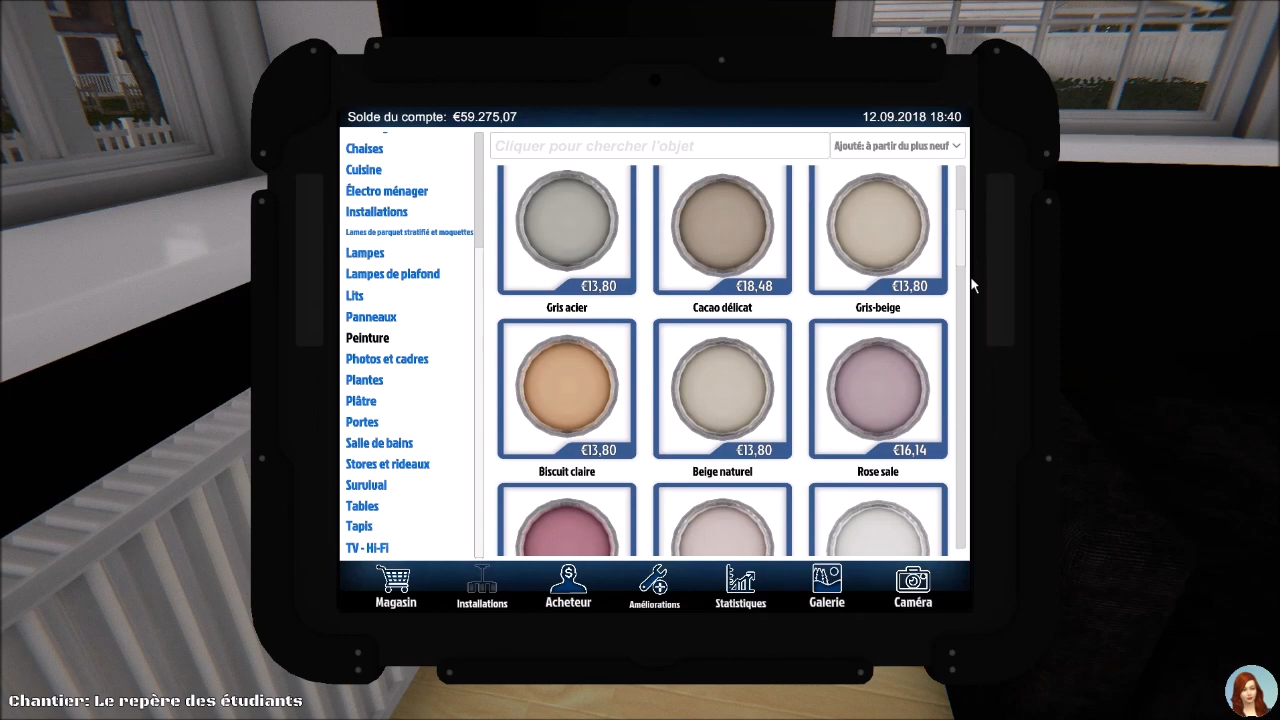 Solde du compte: €59.275,07
12.09.2018 18:40
Cliquer pour chercher l'objet
Ajouté: à partir du plus neuf
Chaises
Cuisine
Électro ménager
Installations
Lames de parquet stratifié et moquettes
Lampes
Lampes de plafond
Lits
Panneaux
Peinture
Photos et cadres
Plantes
Plâtre
Portes
Salle de bains
Stores et rideaux
Survival
Tables
Tapis
TV - HI-FI
€13,80
€18,48
€13,80
Gris acier
Cacao délicat
Gris-beige
€13,80
€13,80
€16,14
Biscuit claire
Beige naturel
Rose sale
Magasin
Installations
Acheteur
Améliorations
Statistiques
Galerie
Caméra
Chantier: Le repère des étudiants